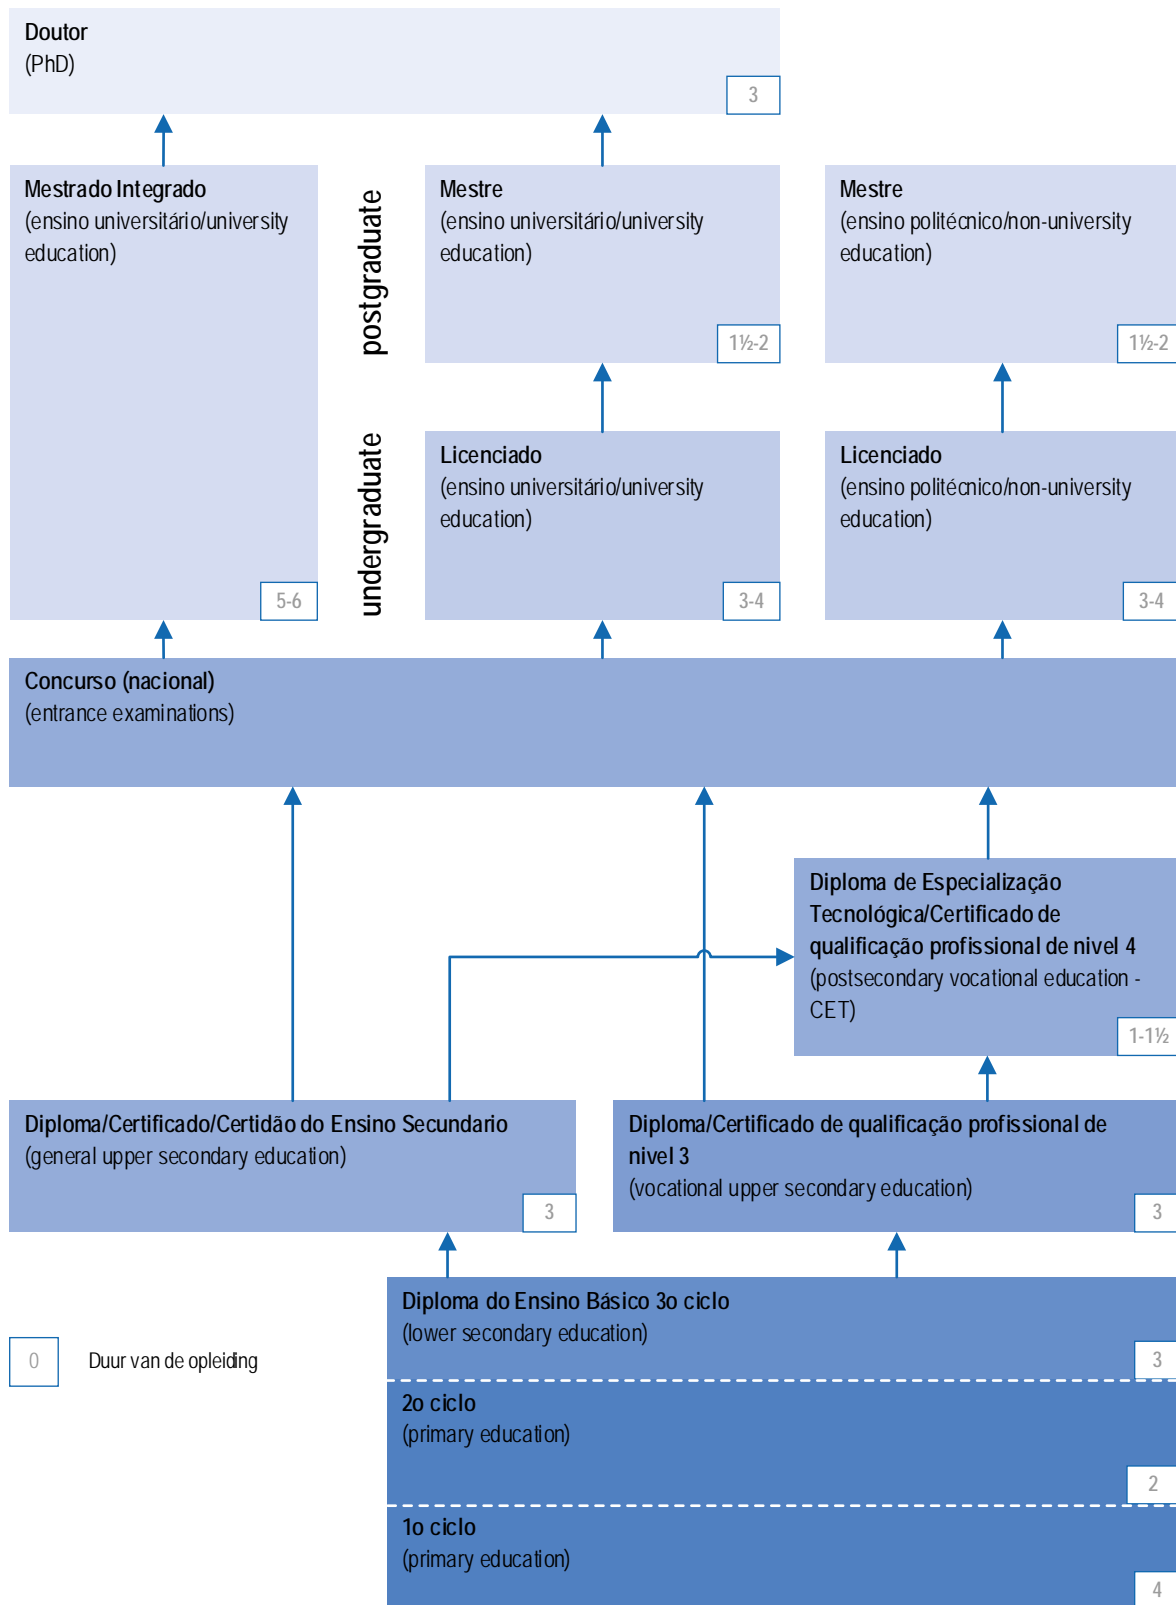 Doutor
(PhD)
3
Mestrado Integrado
(ensino universitário/university
education)
5-6
postgraduate
undergraduate
Mestre
(ensino universitário/university
education)
1½-2
Mestre
(ensino politécnico/non-university
education)
1½-2
Licenciado
(ensino universitário/university
education)
3-4
Licenciado
(ensino politécnico/non-university
education)
3-4
Concurso (nacional)
(entrance examinations)
Diploma de Especialização
Tecnológica/Certificado de
qualificação profissional de nivel 4
(postsecondary vocational education -
CET)
1-1½
Diploma/Certificado/Certidão do Ensino Secundario
(general upper secondary education)
3
Diploma/Certificado de qualificação profissional de
nivel 3
(vocational upper secondary education)
3
Diploma do Ensino Básico 3o ciclo
(lower secondary education)
3
0 Duur van de opleiding
2o ciclo
(primary education)
2
1o ciclo
(primary education)
4